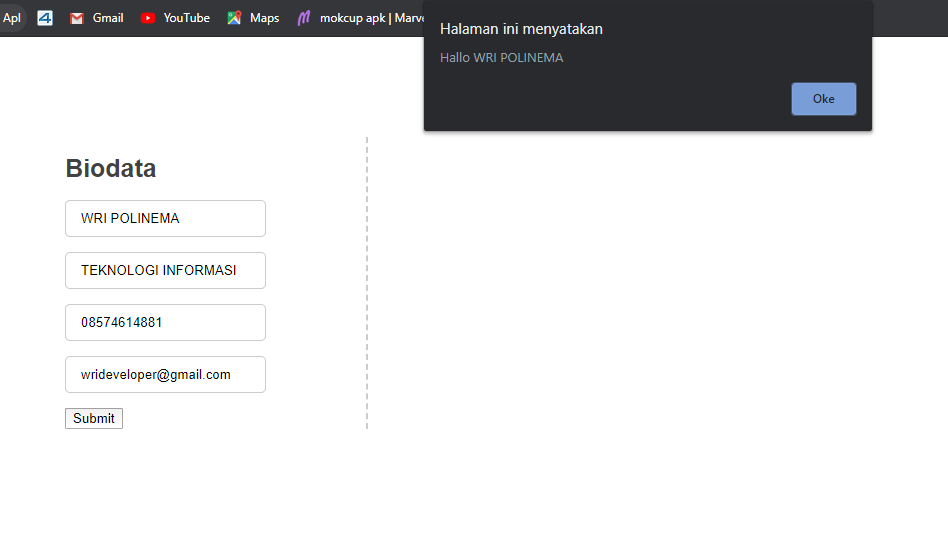 Apl Gmail YouTube Maps mokcup apk | Marve
Halaman ini menyatakan
Hallo WRI POLINEMA
Oke
Biodata
WRI POLINEMA
TEKNOLOGI INFORMASI
08574614881
wrideveloper@gmail.com
Submit